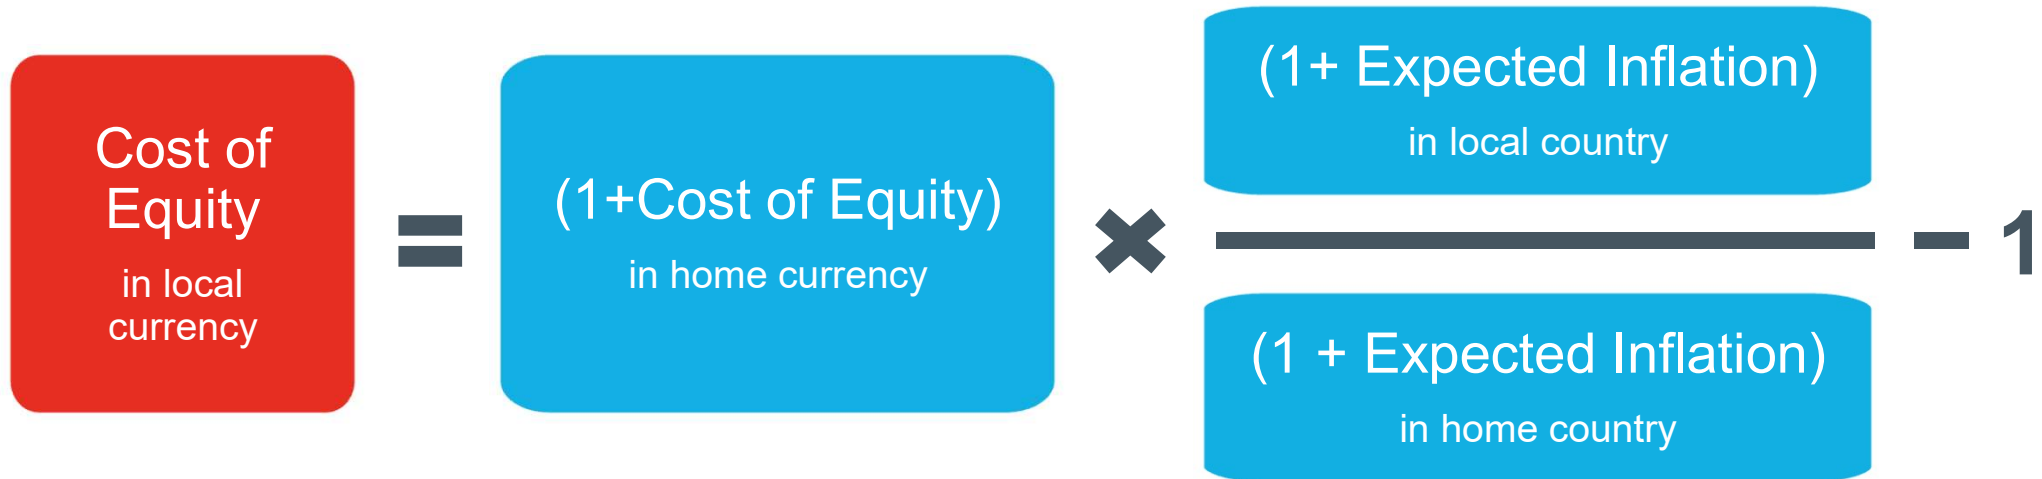 Cost of
Equity
in local
currency
=
(1+Cost of Equity)
in home currency
×
(1+ Expected Inflation)
in local country
(1 + Expected Inflation)
in home country
− 1